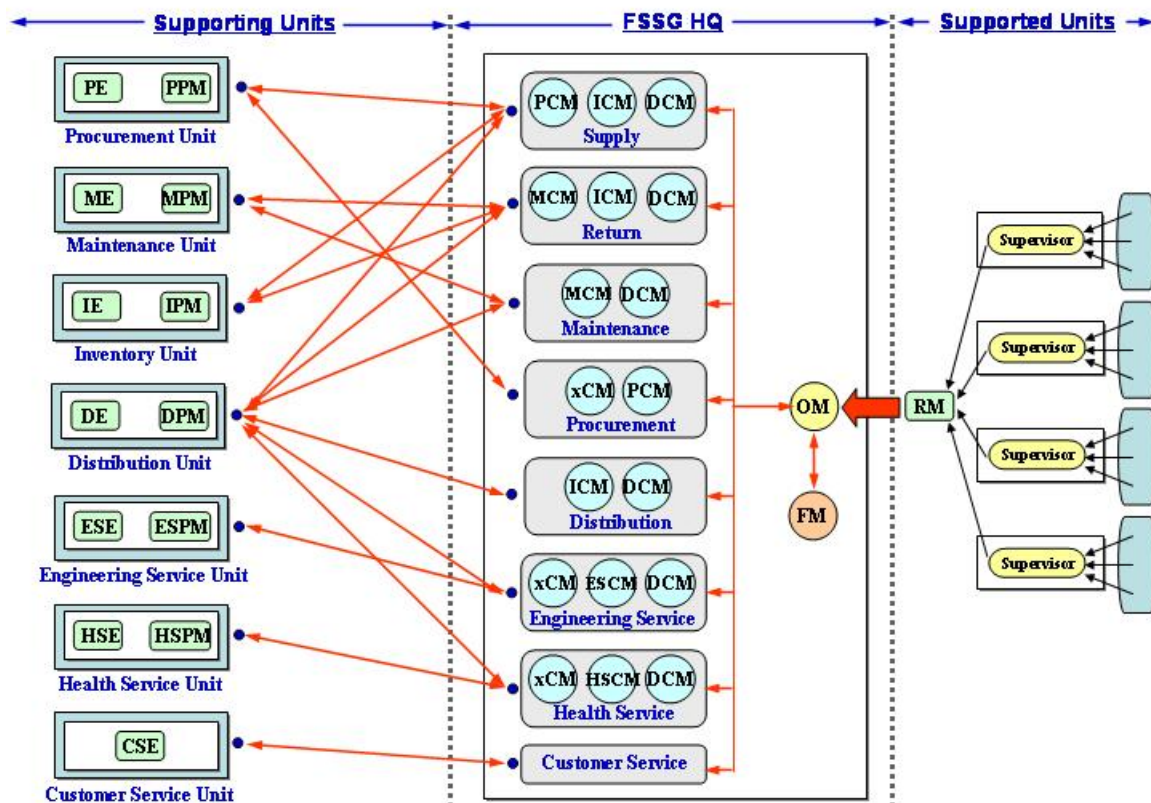 Supporting Units
FSSG HQ
Supported Units
PE PPM
Procurement Unit
ME MPM
Maintenance Unit
IE IPM
Inventory Unit
DE DPM
Distribution Unit
ESE ESPM
Engineering Service Unit
HSE HSPM
Health Service Unit
CSE
Customer Service Unit
PCM ICM DCM
Supply
MCM ICM DCM
Return
MCM DCM
Maintenance
xCM PCM
Procurement
ICM DCM
Distribution
xCM ESCM DCM
Engineering Service
xCM HSCM DCM
Health Service
Customer Service
OM
FM
RM
Supervisor
Supervisor
Supervisor
Supervisor